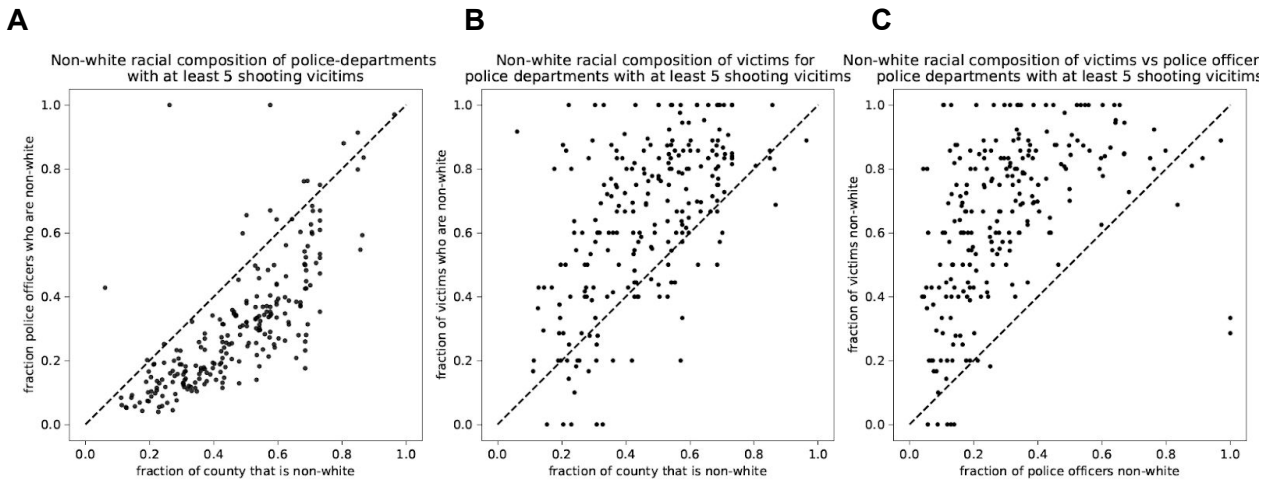 A
B
C
Non-white racial composition of police-departments
with at least 5 shooting vicitims
Non-white racial composition of victims for
police departments with at least 5 shooting vicitims
Non-white racial composition of victims vs police officer
police departments with at least 5 shooting vicitims
fraction police officers who are non-white
1.0
0.8
0.6
0.4
0.2
0.0
0.0 0.2 0.4 0.6 0.8 1.0
fraction of county that is non-white
fraction of victims who are non-white
1.0
0.8
0.6
0.4
0.2
0.0
0.0 0.2 0.4 0.6 0.8 1.0
fraction of county that is non-white
fraction of victims non-white
1.0
0.8
0.6
0.4
0.2
0.0
0.0 0.2 0.4 0.6 0.8 1.0
fraction of police officers non-white